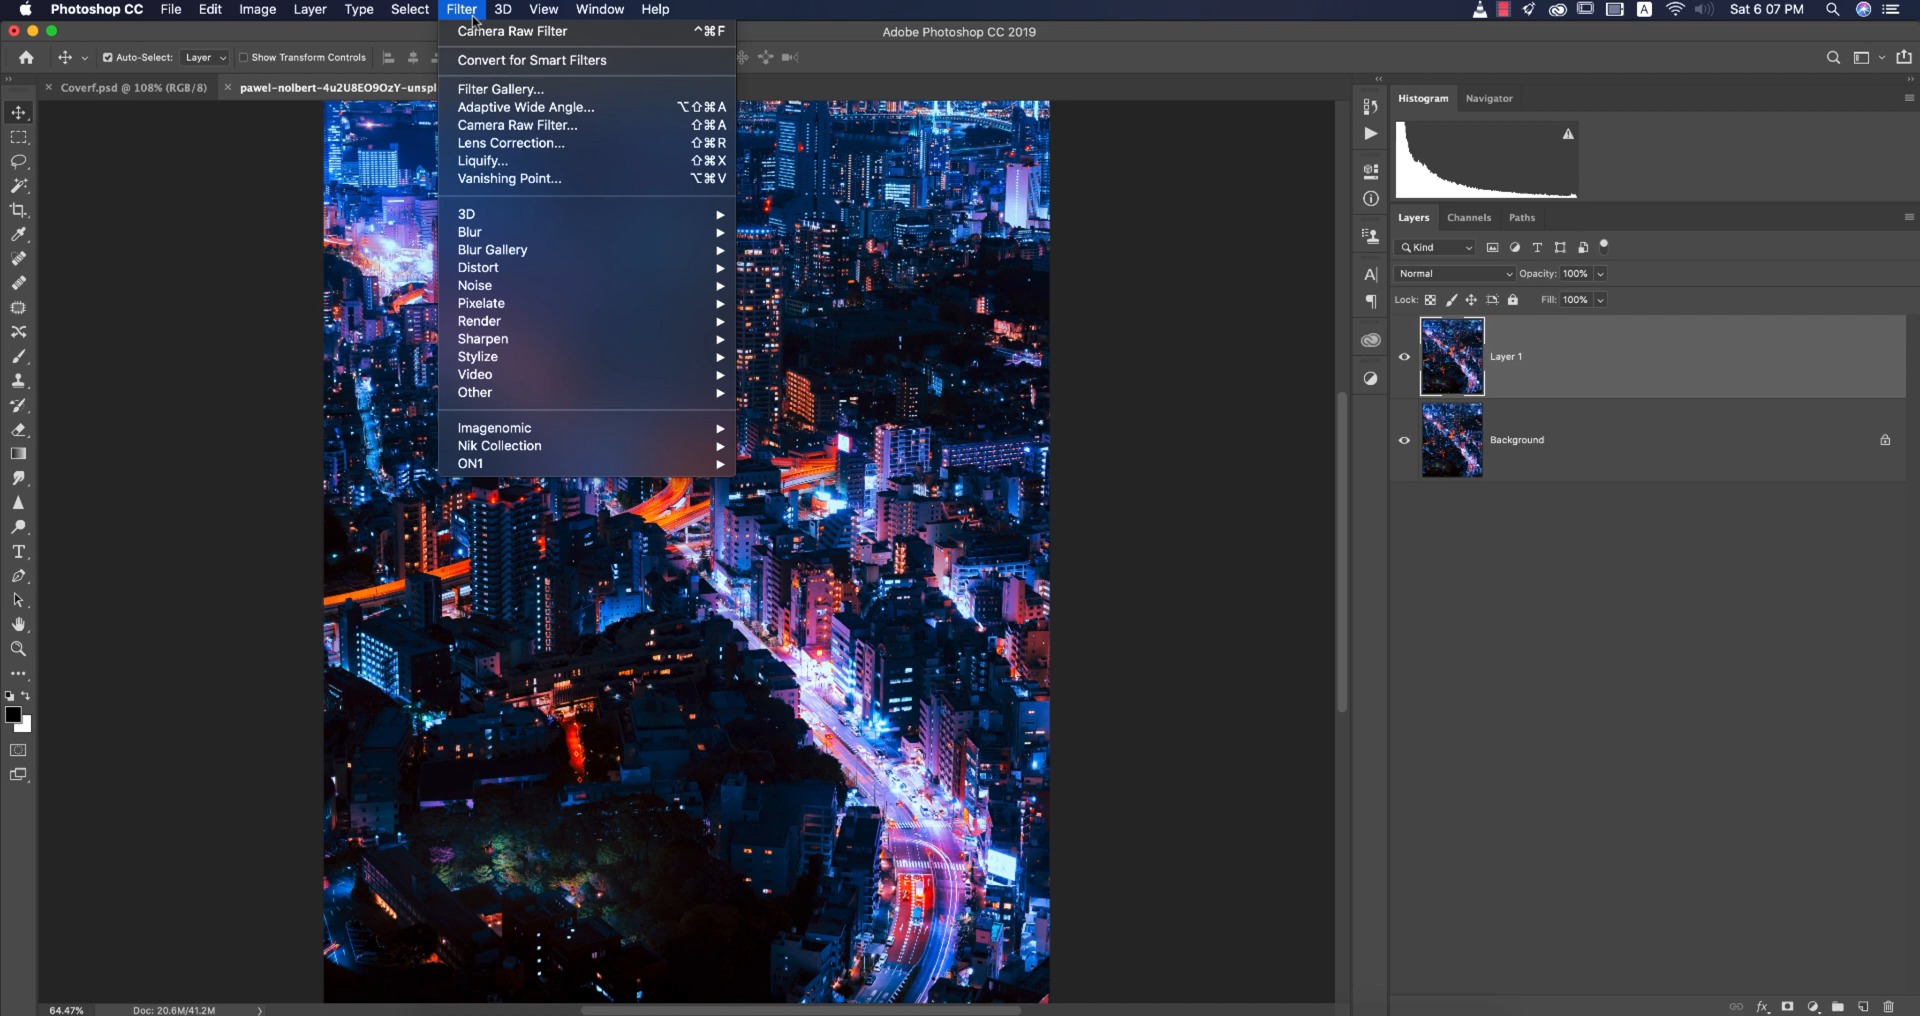 Photoshop CC File Edit Image Layer Type Select Filter 3D View Window Help A Sat 6 07 PM
Adobe Photoshop CC 2019
Auto-Select: Layer Show Transform Controls
Coverf.psd @ 108% (RGB/8) pawel-nolbert-4u2U8EO9OzY-unspl
Camera Raw Filter ^⌘F
Convert for Smart Filters
Filter Gallery...
Adaptive Wide Angle... ⌥⇧⌘A
Camera Raw Filter... ⇧⌘A
Lens Correction... ⇧⌘R
Liquify... ⇧⌘X
Vanishing Point... ⌥⌘V
3D
Blur
Blur Gallery
Distort
Noise
Pixelate
Render
Sharpen
Stylize
Video
Other
Imagenomic
Nik Collection
ON1
Histogram Navigator
Layers Channels Paths
Kind
Normal Opacity: 100%
Lock: Fill: 100%
Layer 1
Background
64.47% Doc: 20.6M/41.2M